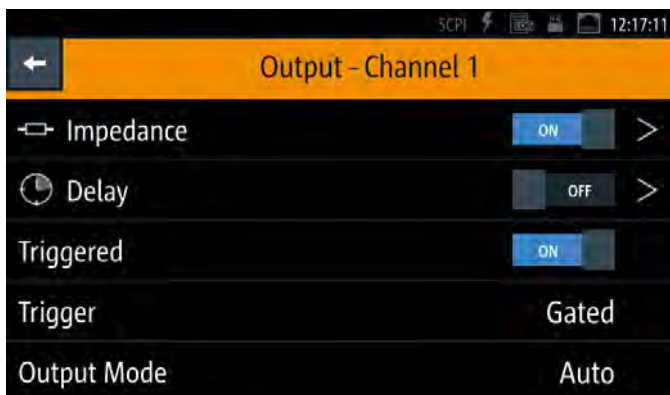 SCPI 12:17:11
Output - Channel 1
Impedance ON >
Delay OFF >
Triggered ON
Trigger Gated
Output Mode Auto